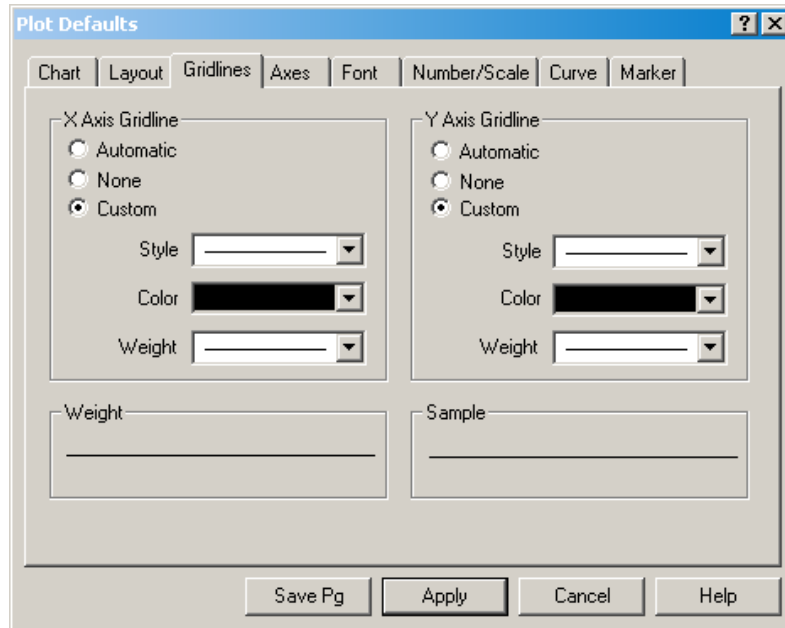 Plot Defaults
Chart Layout Gridlines Axes Font Number/Scale Curve Marker
X Axis Gridline
Automatic
None
Custom
Style
Color
Weight
Y Axis Gridline
Automatic
None
Custom
Style
Color
Weight
Weight
Sample
Save Pg Apply Cancel Help